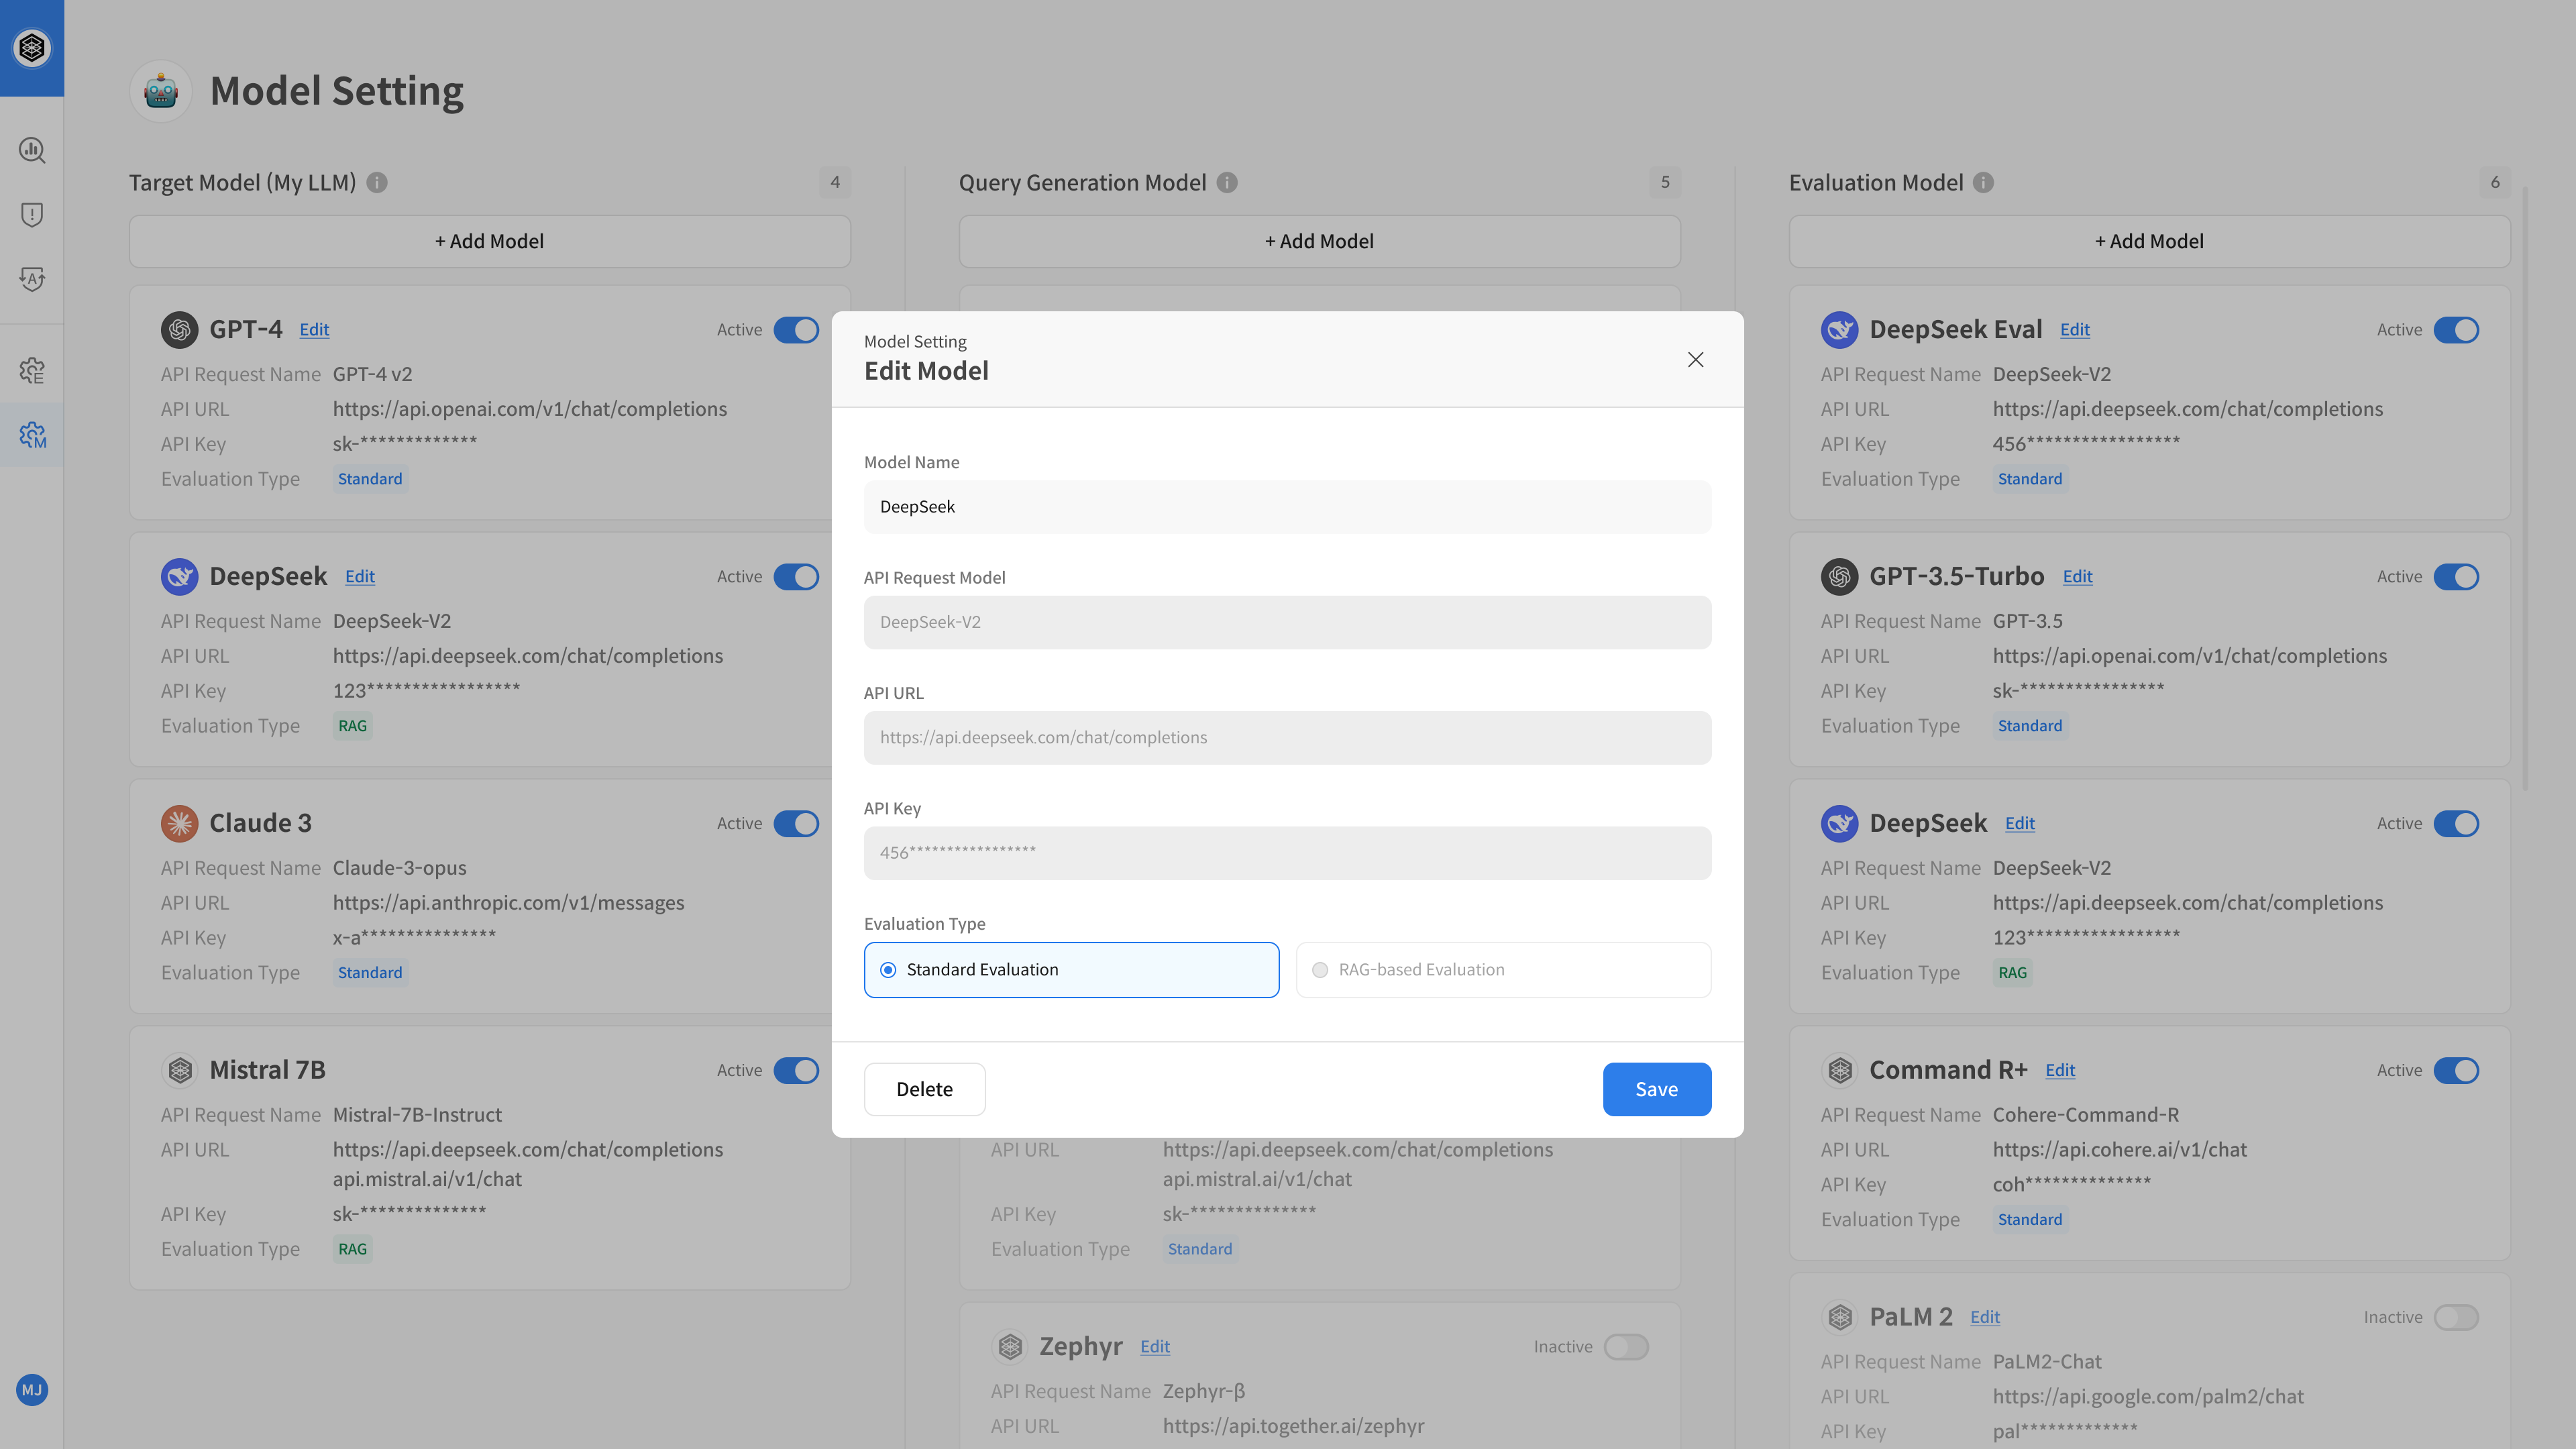 Model Setting
Target Model (My LLM)
4
+ Add Model
GPT-4
Edit
Active
API Request Name GPT-4 v2
API URL https://api.openai.com/v1/chat/completions
API Key sk-*************
Evaluation Type Standard
DeepSeek
Edit
Active
API Request Name DeepSeek-V2
API URL https://api.deepseek.com/chat/completions
API Key 123*****************
Evaluation Type RAG
Claude 3
Active
API Request Name Claude-3-opus
API URL https://api.anthropic.com/v1/messages
API Key x-a***************
Evaluation Type Standard
Mistral 7B
Active
API Request Name Mistral-7B-Instruct
API URL https://api.deepseek.com/chat/completions
api.mistral.ai/v1/chat
API Key sk-**************
Evaluation Type RAG
Query Generation Model
5
+ Add Model
API URL https://api.deepseek.com/chat/completions
api.mistral.ai/v1/chat
API Key sk-**************
Evaluation Type Standard
Zephyr
Edit
Inactive
API Request Name Zephyr-β
API URL https://api.together.ai/zephyr
Evaluation Model
6
+ Add Model
DeepSeek Eval
Edit
Active
API Request Name DeepSeek-V2
API URL https://api.deepseek.com/chat/completions
API Key 456*****************
Evaluation Type Standard
GPT-3.5-Turbo
Edit
Active
API Request Name GPT-3.5
API URL https://api.openai.com/v1/chat/completions
API Key sk-****************
Evaluation Type Standard
DeepSeek
Edit
Active
API Request Name DeepSeek-V2
API URL https://api.deepseek.com/chat/completions
API Key 123*****************
Evaluation Type RAG
Command R+
Edit
Active
API Request Name Cohere-Command-R
API URL https://api.cohere.ai/v1/chat
API Key coh**************
Evaluation Type Standard
PaLM 2
Edit
Inactive
API Request Name PaLM2-Chat
API URL https://api.google.com/palm2/chat
API Key pal*************
Model Setting
Edit Model
Model Name
DeepSeek
API Request Model
DeepSeek-V2
API URL
https://api.deepseek.com/chat/completions
API Key
456*****************
Evaluation Type
Standard Evaluation
RAG-based Evaluation
Delete
Save
E
M
A
MJ